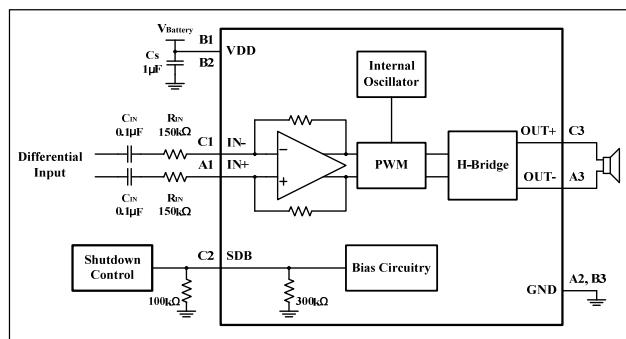 VBattery
B1
VDD
Cs
1µF
B2
Internal
Oscillator
CIN
0.1µF
RIN
150kΩ
C1
IN-
OUT+
C3
Differential
Input
PWM
H-Bridge
A1
IN+
OUT-
A3
CIN
0.1µF
RIN
150kΩ
Shutdown
Control
C2
SDB
Bias Circuitry
100kΩ
300kΩ
GND
A2, B3